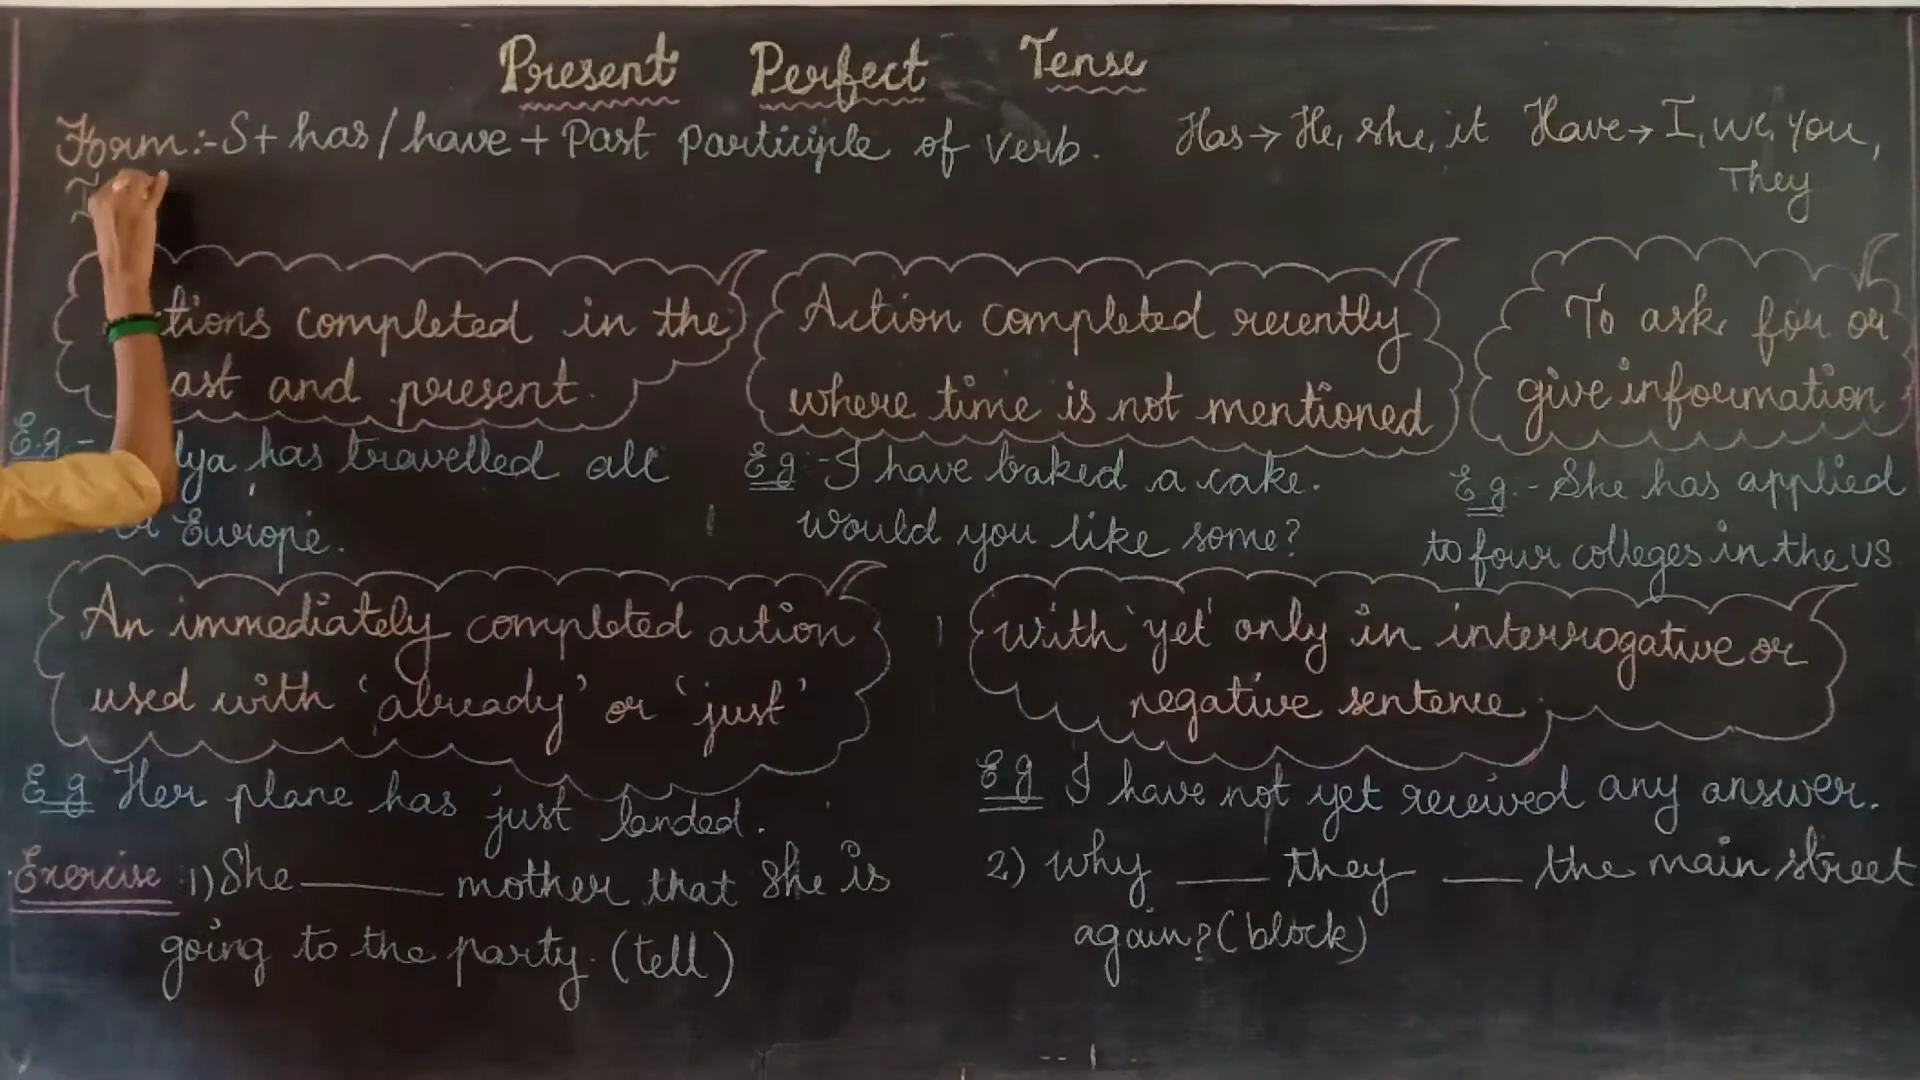 Present Perfect Tense
Form:- S+ has/have + Past participle of verb. Has → He, she, it Have → I, we, you,
They
tions completed in the
ast and present.
Action completed recently
where time is not mentioned
To ask for or
give information
E.g:- lya has travelled all
Europe.
Eg:- I have baked a cake.
Would you like some?
Eg:- She has applied
to four colleges in the US
An immediately completed action
used with 'already' or 'just'
With 'yet' only in interrogative or
negative sentence.
Eg Her plane has just landed.
Eg I have not yet received any answer.
Exercise 1) She ______ mother that she is
going to the party. (tell)
2) Why ___ they ___ the main street
again? (block)